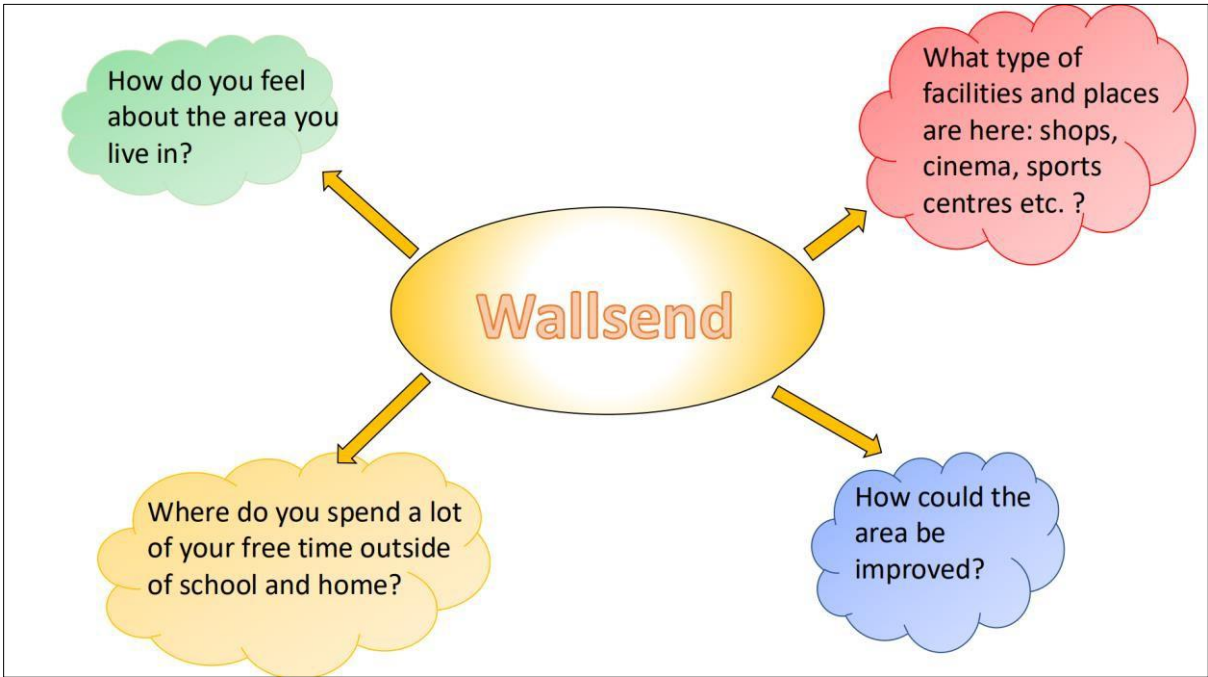 How do you feel
about the area you
live in?
What type of
facilities and places
are here: shops,
cinema, sports
centres etc. ?
Wallsend
Where do you spend a lot
of your free time outside
of school and home?
How could the
area be
improved?